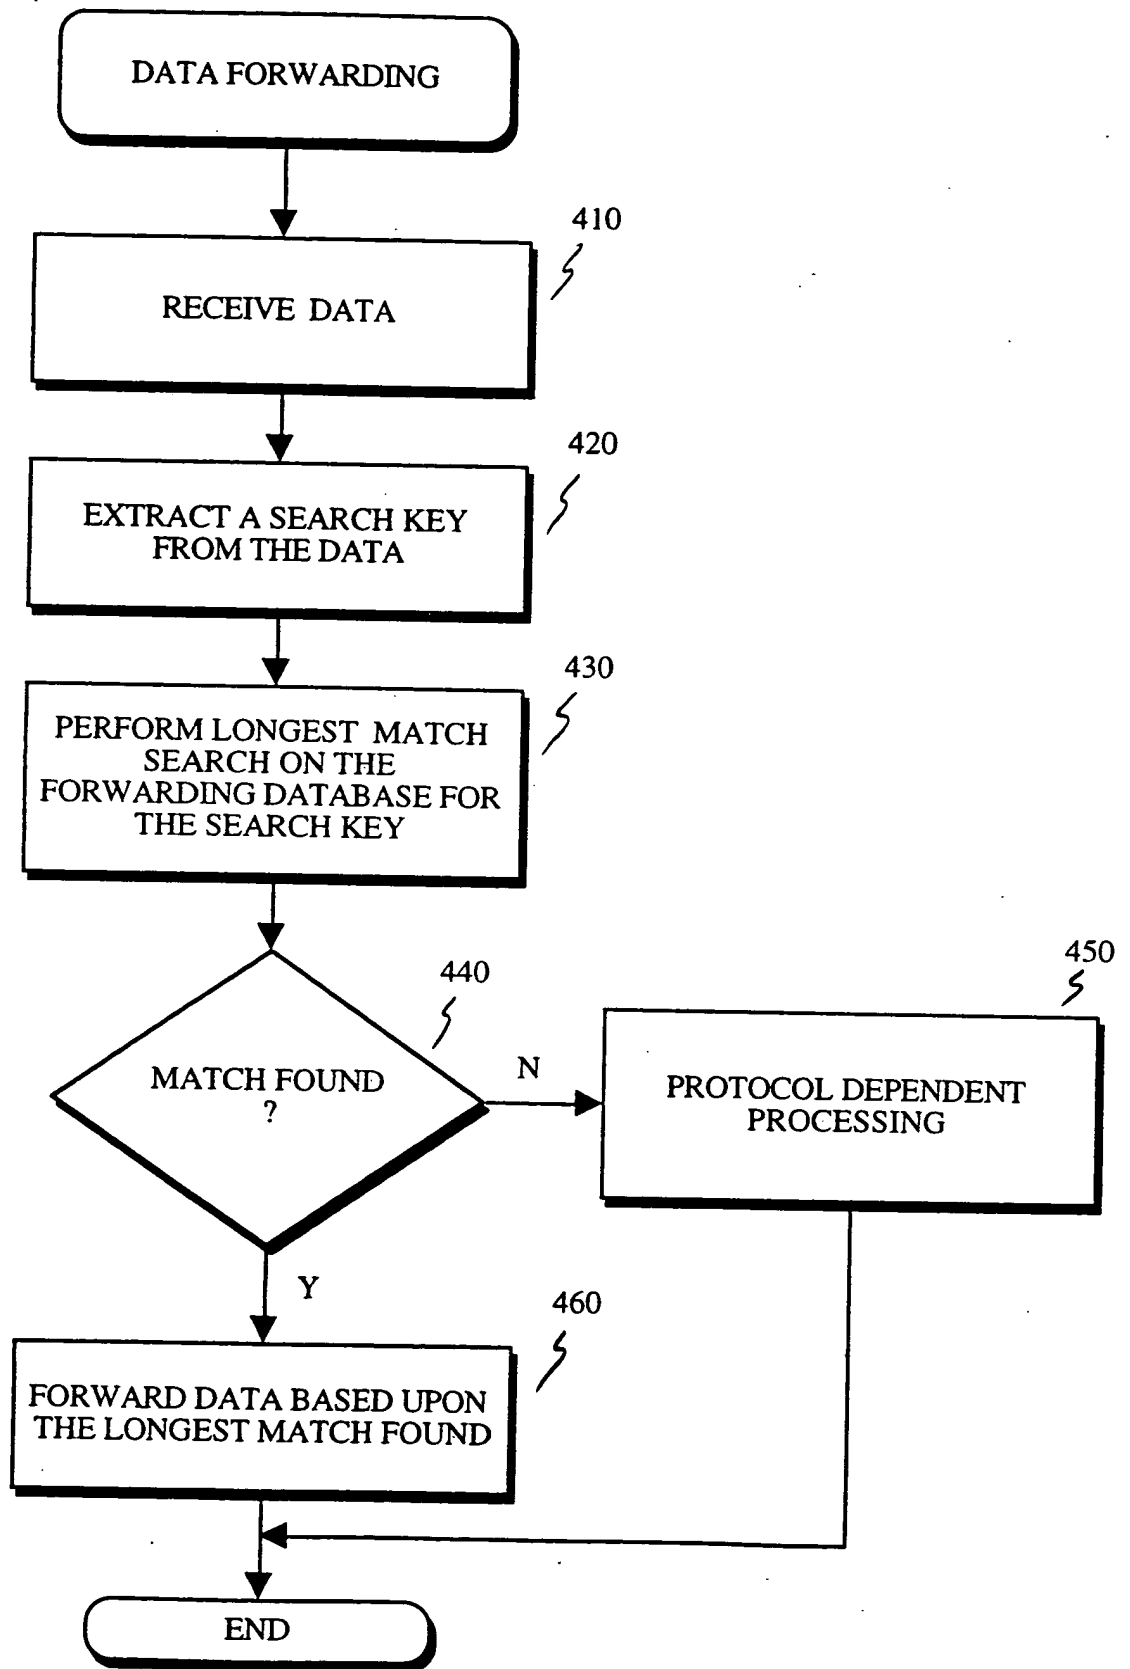 DATA FORWARDING
410
RECEIVE DATA
420
EXTRACT A SEARCH KEY
FROM THE DATA
430
PERFORM LONGEST MATCH
SEARCH ON THE
FORWARDING DATABASE FOR
THE SEARCH KEY
440
MATCH FOUND
?
N
450
PROTOCOL DEPENDENT
PROCESSING
Y
460
FORWARD DATA BASED UPON
THE LONGEST MATCH FOUND
END